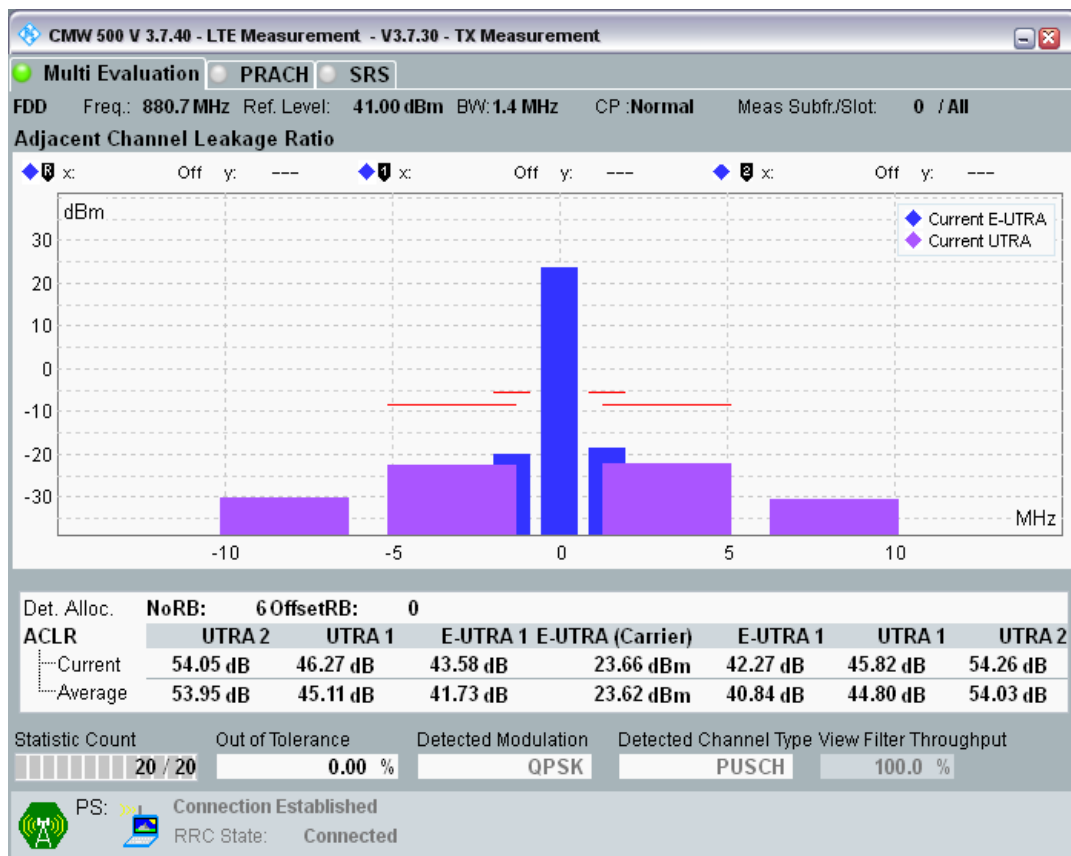 CMW 500 V 3.7.40 - LTE Measurement - V3.7.30 - TX Measurement
Multi Evaluation PRACH SRS
FDD Freq.: 880.7 MHz Ref. Level: 41.00 dBm BW: 1.4 MHz CP :Normal Meas Subfr./Slot: 0 / All
Adjacent Channel Leakage Ratio
R x: Off y: --- 1 x: Off y: --- 2 x: Off y: ---
dBm
Current E-UTRA
Current UTRA
30
20
10
0
-10
-20
-30
MHz
-10 -5 0 5 10
Det. Alloc. NoRB: 6 OffsetRB: 0
ACLR UTRA 2 UTRA 1 E-UTRA 1 E-UTRA (Carrier) E-UTRA 1 UTRA 1 UTRA 2
Current 54.05 dB 46.27 dB 43.58 dB 23.66 dBm 42.27 dB 45.82 dB 54.26 dB
Average 53.95 dB 45.11 dB 41.73 dB 23.62 dBm 40.84 dB 44.80 dB 54.03 dB
Statistic Count Out of Tolerance Detected Modulation Detected Channel Type View Filter Throughput
20 / 20 0.00 % QPSK PUSCH 100.0 %
PS: Connection Established
RRC State: Connected